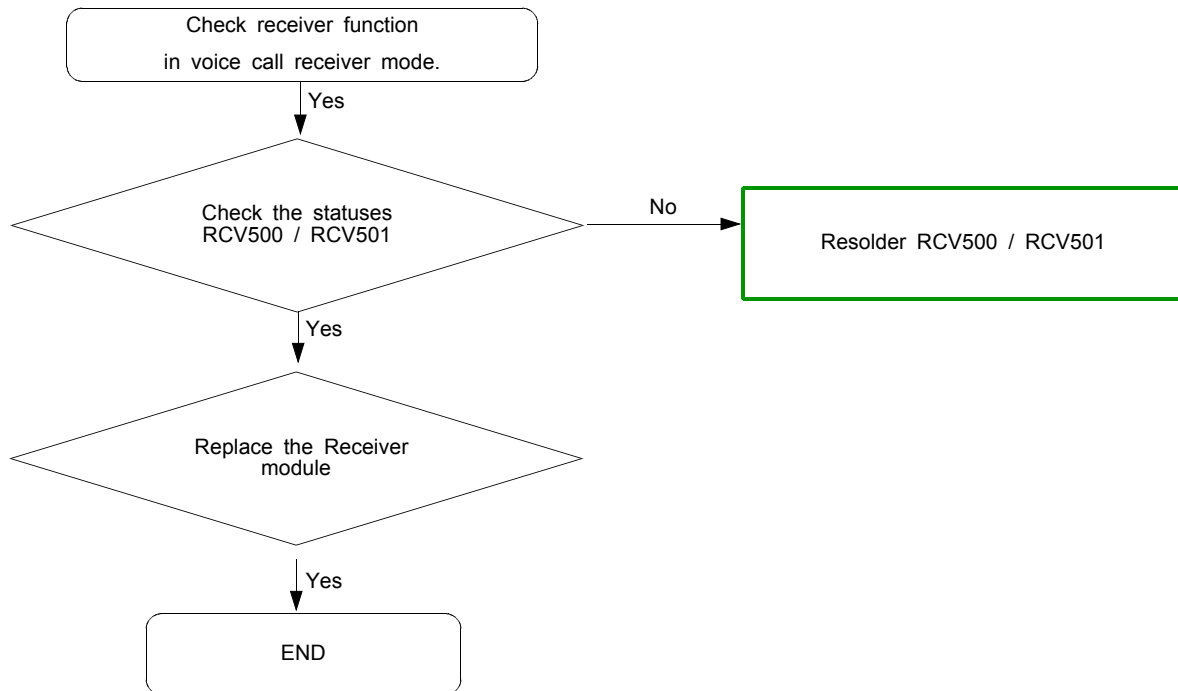 Check receiver function
in voice call receiver mode.
Yes
Check the statuses
RCV500 / RCV501
No
Resolder RCV500 / RCV501
Yes
Replace the Receiver
module
Yes
END